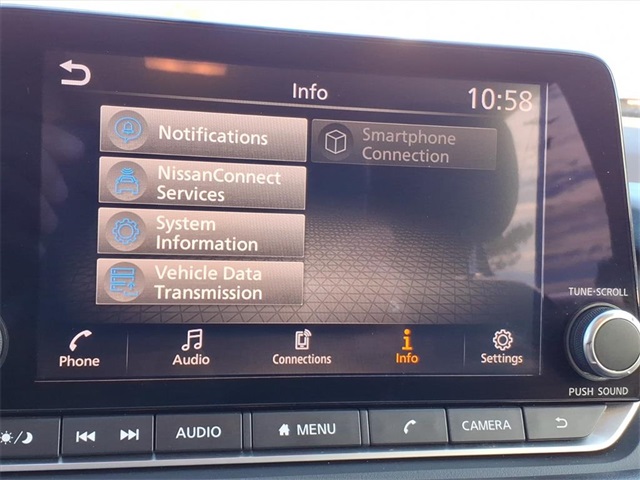 Info
10:58
Notifications
Smartphone
Connection
NissanConnect
Services
System
Information
Vehicle Data
Transmission
Phone
Audio
Connections
Info
Settings
TUNE·SCROLL
PUSH SOUND
AUDIO
MENU
CAMERA